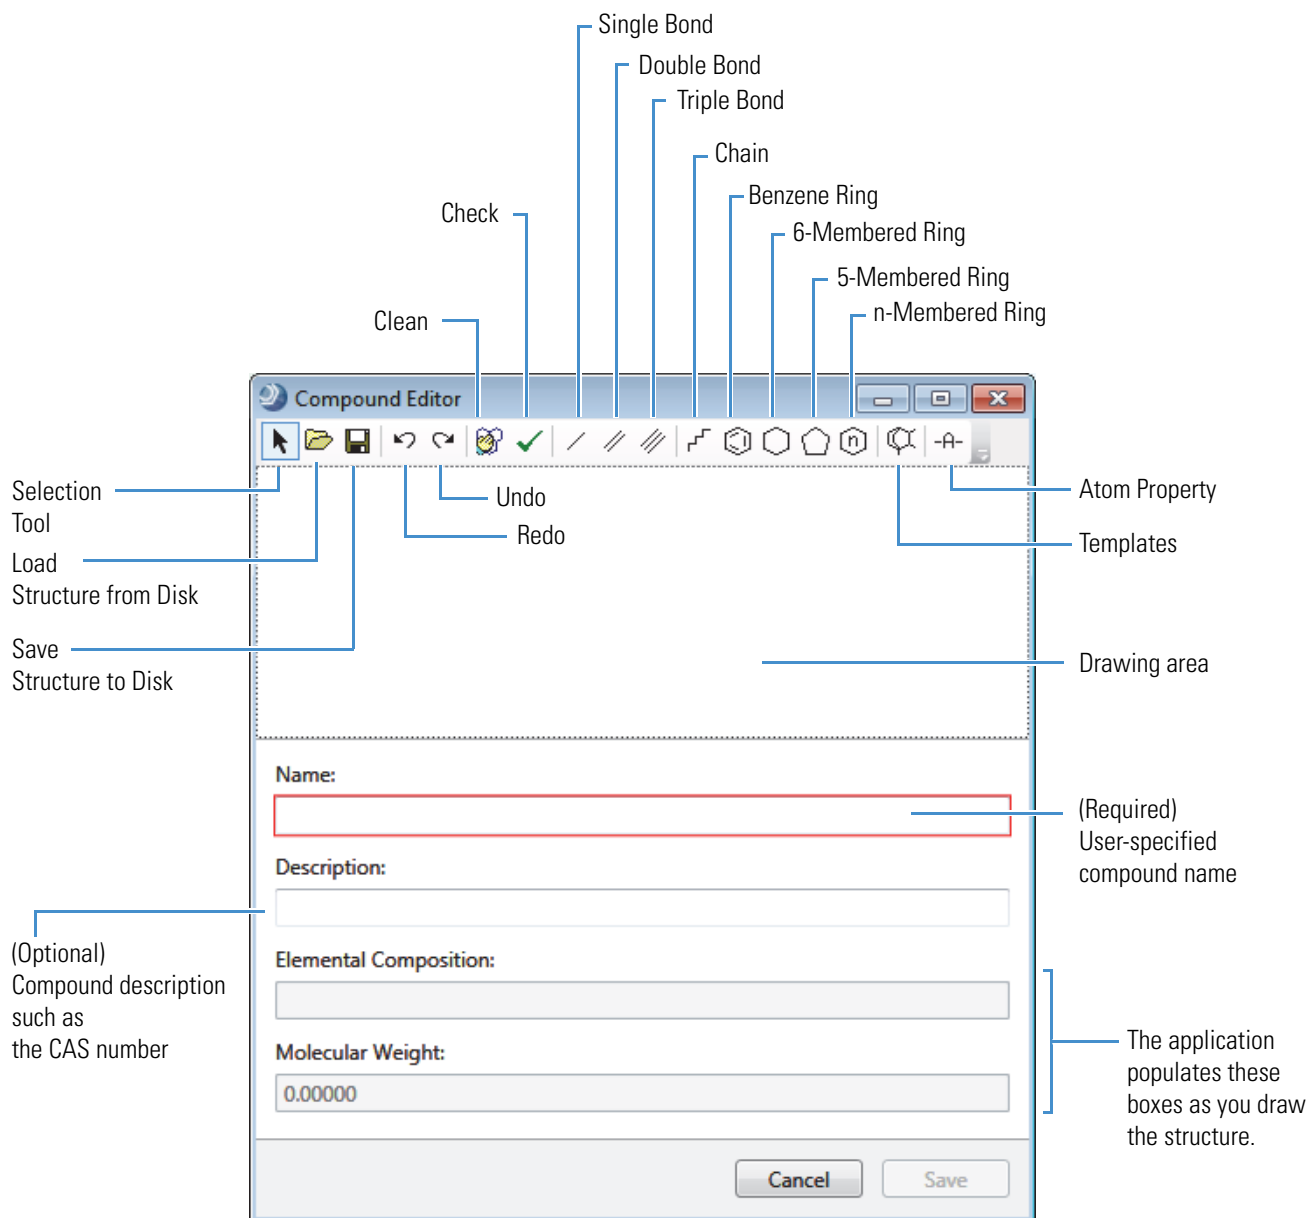 Single Bond
Double Bond
Triple Bond
Chain
Benzene Ring
Check
6-Membered Ring
5-Membered Ring
n-Membered Ring
Clean
Compound Editor
n
-A-
Selection
Tool
Undo
Redo
Atom Property
Templates
Load
Structure from Disk
Save
Structure to Disk
Drawing area
Name:
(Required)
User-specified
compound name
Description:
(Optional)
Compound description
such as
the CAS number
Elemental Composition:
Molecular Weight:
0.00000
The application
populates these
boxes as you draw
the structure.
Cancel
Save